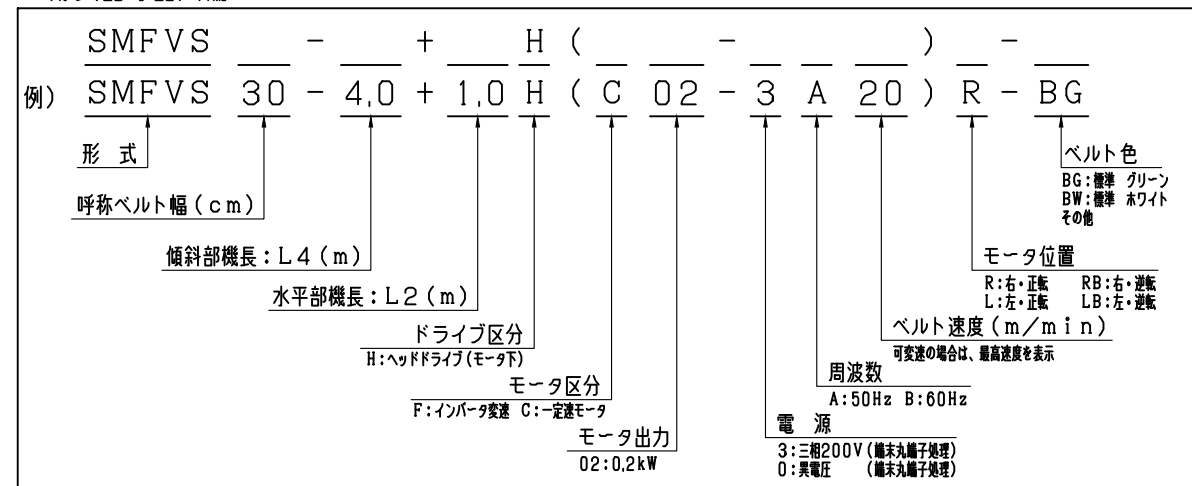 SMFVS - + H ( - ) -
例) SMFVS 30 - 4.0 + 1.0 H ( C 02 - 3 A 20 ) R - BG
形 式
ベルト色
BG:標準 グリーン
BW:標準 ホワイト
その他
呼称ベルト幅(cm)
傾斜部機長:L4(m)
モータ位置
R:右・正転 RB:右・逆転
L:左・正転 LB:左・逆転
水平部機長:L2(m)
ベルト速度(m/min)
可変速の場合は、最高速度を表示
ドライブ区分
H:ヘッドドライブ(モータ下)
周波数
A:50Hz B:60Hz
モータ区分
F:インバータ変速 C:一定速モータ
電 源
3:三相200V(端末丸端子処理)
0:異電圧 (端末丸端子処理)
モータ出力
02:0.2kW